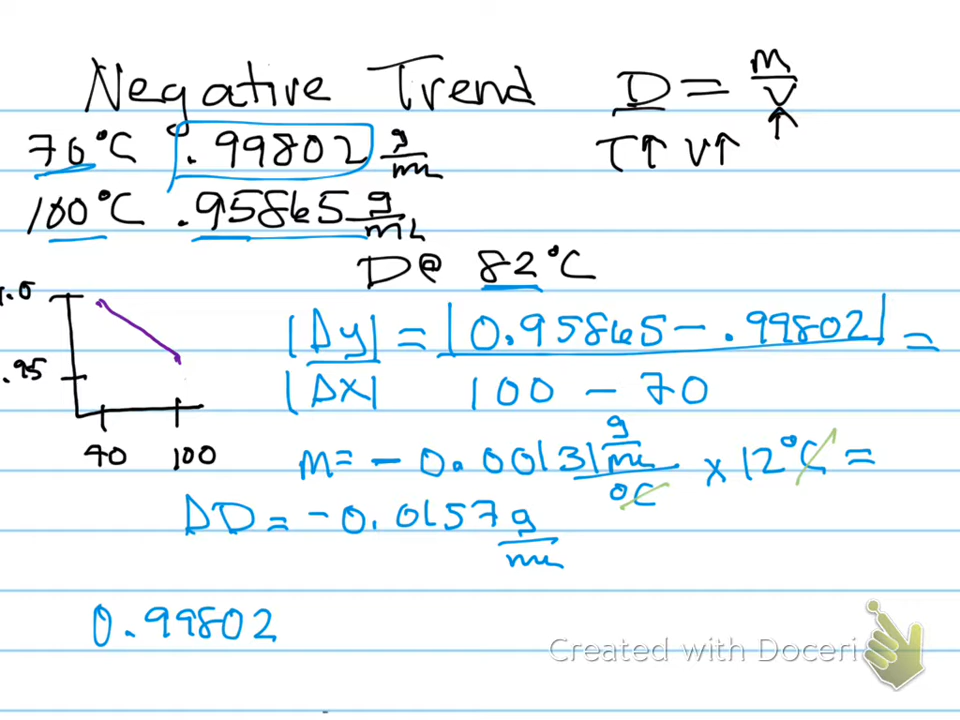 Negative Trend D = m/V
70°C .99802 g/mL T↑ V↑
100°C .95865 g/mL
D@ 82°C
1.0
.95
70 100
|Δy| / |Δx| = |0.95865 - .99802| / 100 - 70 =
m = -0.00131 g/mL / °C x 12°C =
ΔD = -0.0157 g/mL
0.99802
Created with Doceri